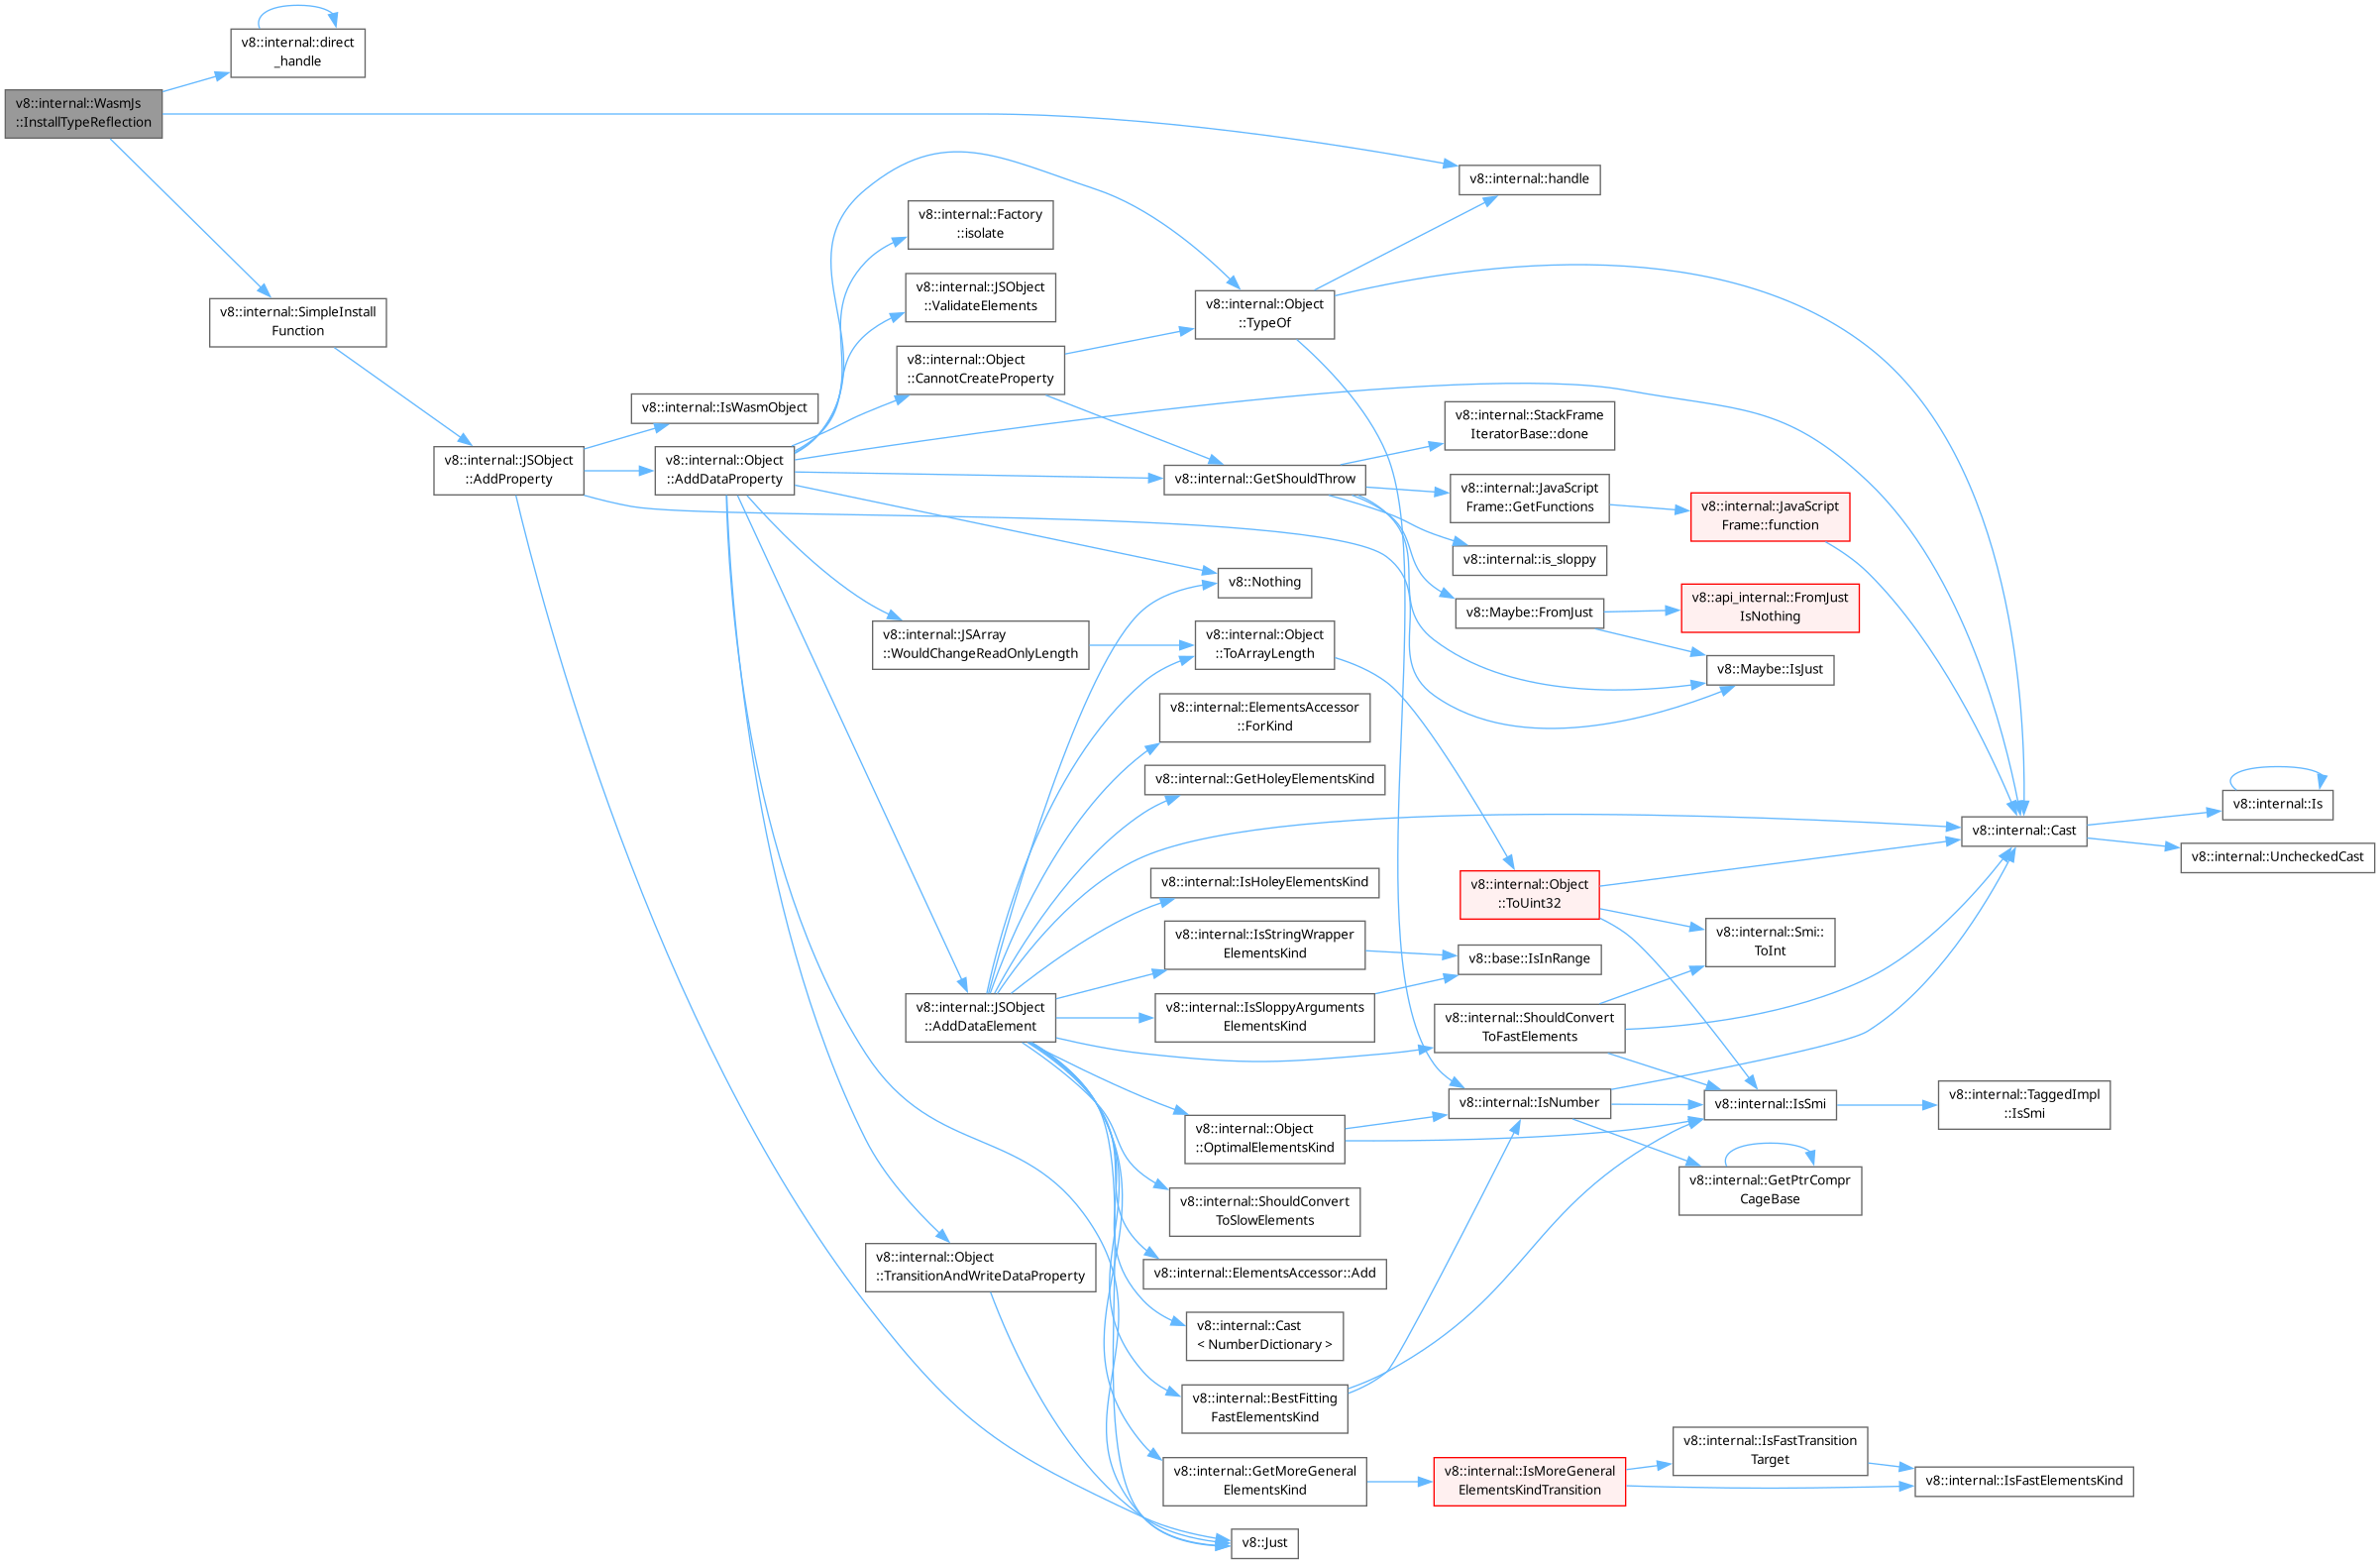 v8::internal::direct
_handle
v8::internal::WasmJs
::InstallTypeReflection
v8::internal::handle
v8::internal::Factory
::isolate
v8::internal::JSObject
::ValidateElements
v8::internal::Object
::TypeOf
v8::internal::SimpleInstall
Function
v8::internal::Object
::CannotCreateProperty
v8::internal::IsWasmObject
v8::internal::StackFrame
IteratorBase::done
v8::internal::JSObject
::AddProperty
v8::internal::Object
::AddDataProperty
v8::internal::GetShouldThrow
v8::internal::JavaScript
Frame::GetFunctions
v8::internal::JavaScript
Frame::function
v8::internal::is_sloppy
v8::Nothing
v8::Maybe::FromJust
v8::api_internal::FromJust
IsNothing
v8::internal::JSArray
::WouldChangeReadOnlyLength
v8::internal::Object
::ToArrayLength
v8::Maybe::IsJust
v8::internal::ElementsAccessor
::ForKind
v8::internal::GetHoleyElementsKind
v8::internal::Is
v8::internal::Cast
v8::internal::UncheckedCast
v8::internal::IsHoleyElementsKind
v8::internal::Object
::ToUint32
v8::internal::IsStringWrapper
ElementsKind
v8::internal::Smi::
ToInt
v8::base::IsInRange
v8::internal::JSObject
::AddDataElement
v8::internal::IsSloppyArguments
ElementsKind
v8::internal::ShouldConvert
ToFastElements
v8::internal::IsNumber
v8::internal::IsSmi
v8::internal::TaggedImpl
::IsSmi
v8::internal::Object
::OptimalElementsKind
v8::internal::GetPtrCompr
CageBase
v8::internal::ShouldConvert
ToSlowElements
v8::internal::Object
::TransitionAndWriteDataProperty
v8::internal::ElementsAccessor::Add
v8::internal::Cast
< NumberDictionary >
v8::internal::BestFitting
FastElementsKind
v8::internal::GetMoreGeneral
ElementsKind
v8::internal::IsMoreGeneral
ElementsKindTransition
v8::internal::IsFastTransition
Target
v8::internal::IsFastElementsKind
v8::Just